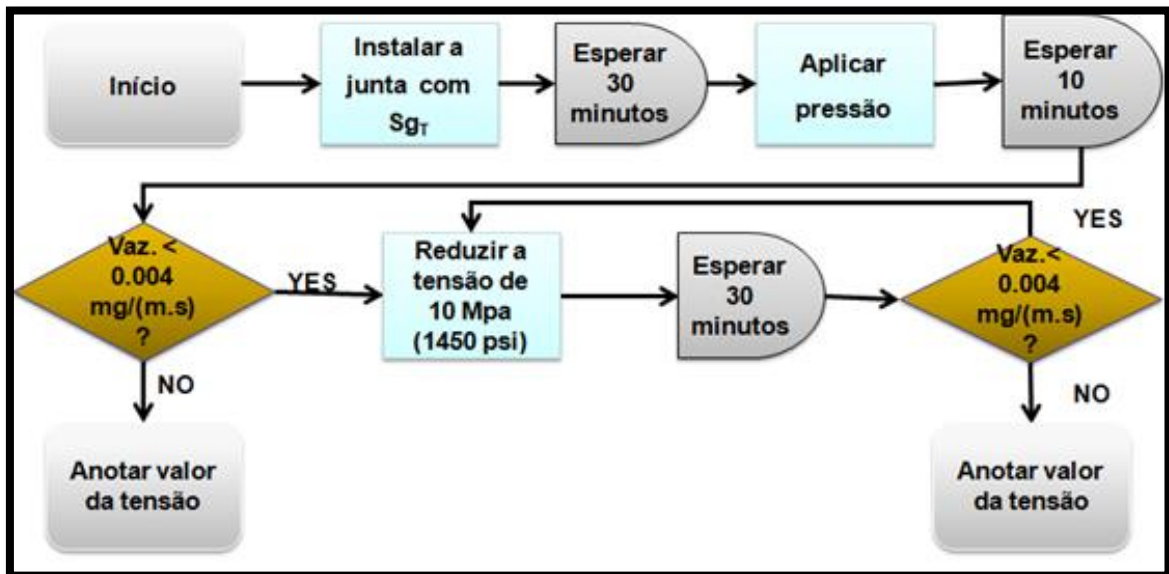 Início
Instalar a
junta com
SgT
Esperar
30
minutos
Aplicar
pressão
Esperar
10
minutos
Vaz. <
0.004
mg/(m.s)
?
YES
NO
Anotar valor
da tensão
Reduzir a
tensão de
10 Mpa
(1450 psi)
Esperar
30
minutos
Vaz.<
0.004
mg/(m.s)
?
YES
NO
Anotar valor
da tensão